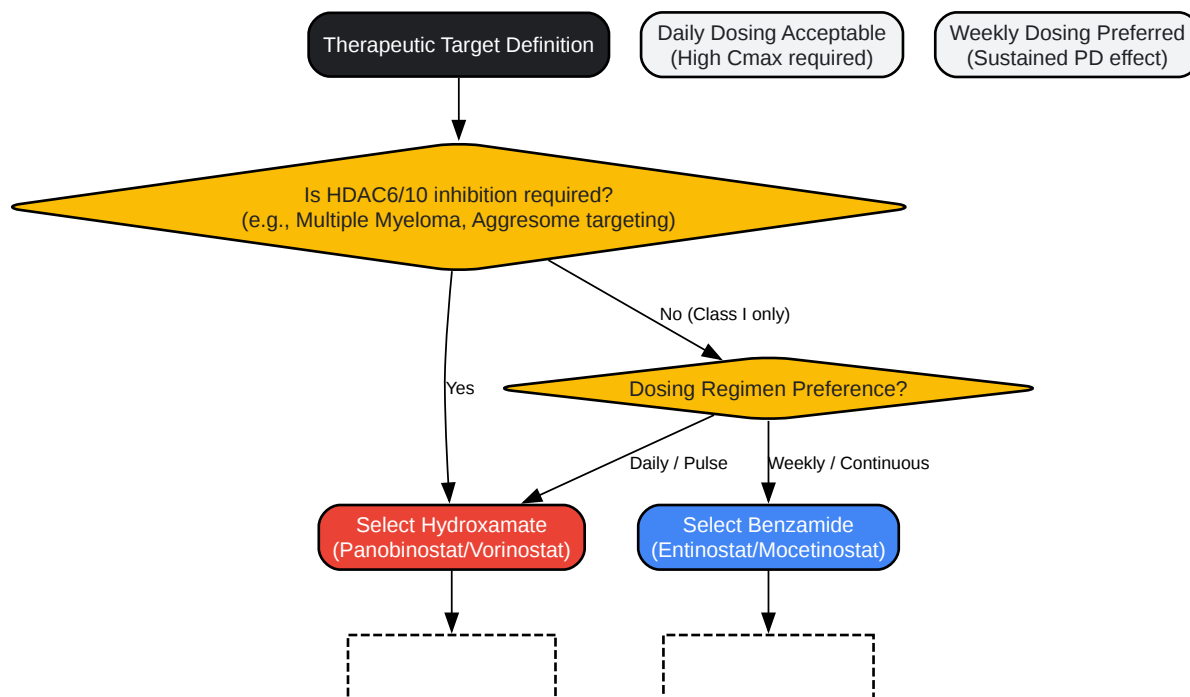 Therapeutic Target Definition
Daily Dosing Acceptable
(High Cmax required)
Weekly Dosing Preferred
(Sustained PD effect)
Is HDAC6/10 inhibition required?
(e.g., Multiple Myeloma, Aggresome targeting)
No (Class I only)
Yes
Dosing Regimen Preference?
Daily / Pulse
Weekly / Continuous
Select Hydroxamate
(Panobinostat/Vorinostat)
Select Benzamide
(Entinostat/Mocetinostat)